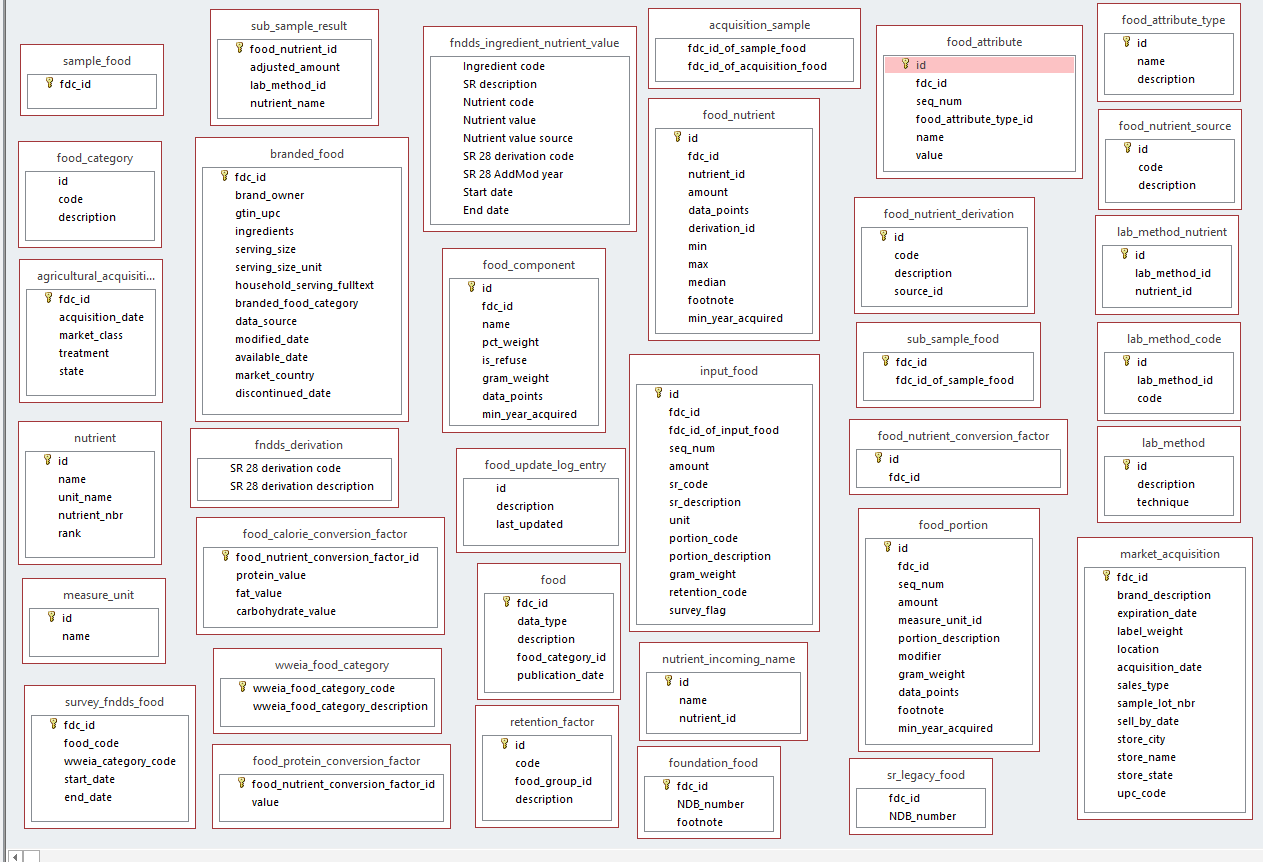 sample_food
fdc_id
food_category
id
code
description
agricultural_acquisiti...
fdc_id
acquisition_date
market_class
treatment
state
nutrient
id
name
unit_name
nutrient_nbr
rank
measure_unit
id
name
survey_fndds_food
fdc_id
food_code
wweia_category_code
start_date
end_date
sub_sample_result
food_nutrient_id
adjusted_amount
lab_method_id
nutrient_name
branded_food
fdc_id
brand_owner
gtin_upc
ingredients
serving_size
serving_size_unit
household_serving_fulltext
branded_food_category
data_source
modified_date
available_date
market_country
discontinued_date
fndds_derivation
SR 28 derivation code
SR 28 derivation description
food_calorie_conversion_factor
food_nutrient_conversion_factor_id
protein_value
fat_value
carbohydrate_value
wweia_food_category
wweia_food_category_code
wweia_food_category_description
food_protein_conversion_factor
food_nutrient_conversion_factor_id
value
fndds_ingredient_nutrient_value
Ingredient code
SR description
Nutrient code
Nutrient value
Nutrient value source
SR 28 derivation code
SR 28 AddMod year
Start date
End date
food_component
id
fdc_id
name
pct_weight
is_refuse
gram_weight
data_points
min_year_acquired
food_update_log_entry
id
description
last_updated
food
fdc_id
data_type
description
food_category_id
publication_date
retention_factor
id
code
food_group_id
description
acquisition_sample
fdc_id_of_sample_food
fdc_id_of_acquisition_food
food_nutrient
id
fdc_id
nutrient_id
amount
data_points
derivation_id
min
max
median
footnote
min_year_acquired
input_food
id
fdc_id
fdc_id_of_input_food
seq_num
amount
sr_code
sr_description
unit
portion_code
portion_description
gram_weight
retention_code
survey_flag
nutrient_incoming_name
id
name
nutrient_id
foundation_food
fdc_id
NDB_number
footnote
food_attribute
id
fdc_id
seq_num
food_attribute_type_id
name
value
food_nutrient_derivation
id
code
description
source_id
sub_sample_food
fdc_id
fdc_id_of_sample_food
food_nutrient_conversion_factor
id
fdc_id
food_portion
id
fdc_id
seq_num
amount
measure_unit_id
portion_description
modifier
gram_weight
data_points
footnote
min_year_acquired
sr_legacy_food
fdc_id
NDB_number
food_attribute_type
id
name
description
food_nutrient_source
id
code
description
lab_method_nutrient
id
lab_method_id
nutrient_id
lab_method_code
id
lab_method_id
code
lab_method
id
description
technique
market_acquisition
fdc_id
brand_description
expiration_date
label_weight
location
acquisition_date
sales_type
sample_lot_nbr
sell_by_date
store_city
store_name
store_state
upc_code